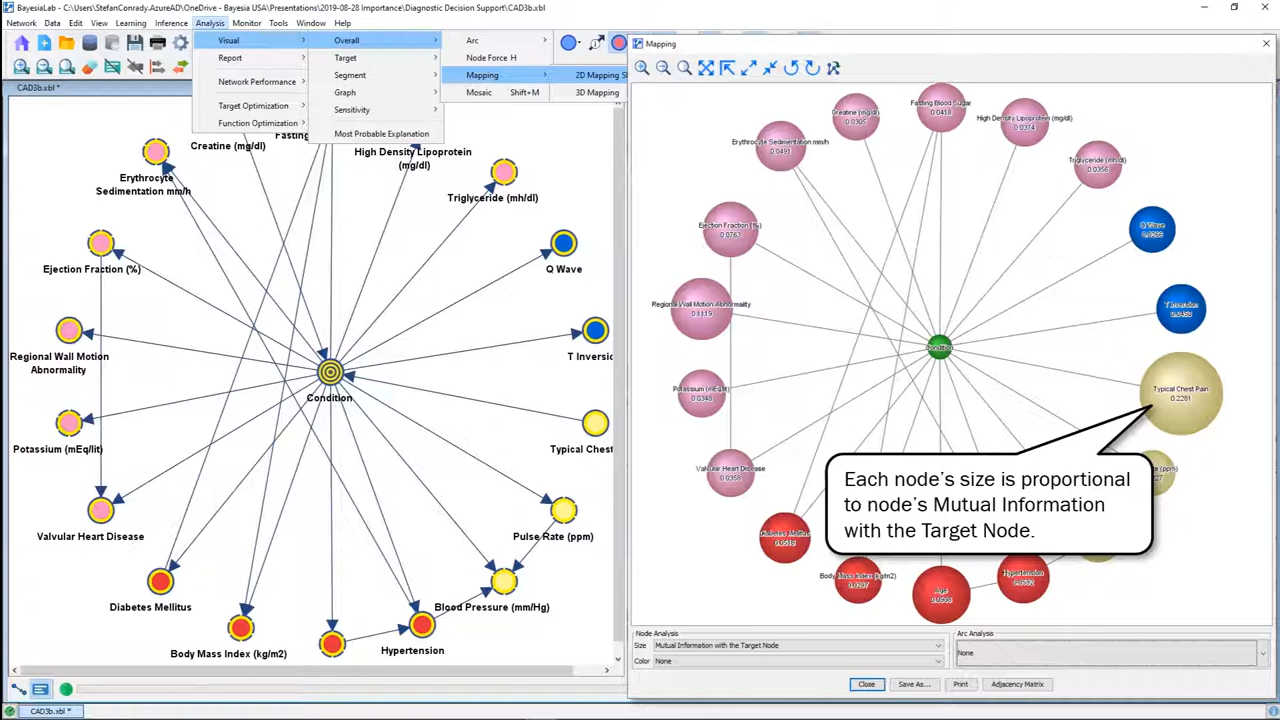 BayesiaLab - C:\Users\StefanConrady.AzureAD\OneDrive - Bayesia USA\Presentations\2019-08-28 Importance\Diagnostic Decision Support\CAD3b.xbl
Network Data Edit View Learning Inference Analysis Monitor Tools Window Help
Visual Overall Arc
Report Target Node Force H
Segment Mapping 2D Mapping
Network Performance Graph Mosaic Shift+M 3D Mapping
Target Optimization Sensitivity
Function Optimization
Most Probable Explanation
CAD3b.xbl *
Creatine (mg/dl)
High Density Lipoprotein
(mg/dl)
Erythrocyte
Sedimentation mm/h
Triglyceride (mh/dl)
Ejection Fraction (%)
Q Wave
Regional Wall Motion
Abnormality
T Inversio
Condition
Potassium (mEq/lit)
Typical Chest
Valvular Heart Disease
Pulse Rate (ppm)
Diabetes Mellitus
Blood Pressure (mm/Hg)
Body Mass Index (kg/m2)
Hypertension
Mapping
Creatine (mg/dl)
0.0305
Fasting Blood Sugar
0.0418
High Density Lipoprotein (mg/dl)
0.0374
Erythrocyte Sedimentation mm/h
0.0491
Triglyceride (mh/dl)
0.0356
Ejection Fraction (%)
0.0763
Q Wave
Regional Wall Motion Abnormality
0.1119
T Inversion
Condition
Potassium (mEq/lit)
0.0348
Typical Chest Pain
0.2281
Valvular Heart Disease
0.0358
Each node's size is proportional
to node's Mutual Information
with the Target Node.
Diabetes Mellitus
0.0518
Body Mass Index (kg/m2)
0.0297
Age
Hypertension
Node Analysis
Size Mutual Information with the Target Node
Color None
Arc Analysis
None
Close Save As... Print Adjacency Matrix
CAD3b.xbl *